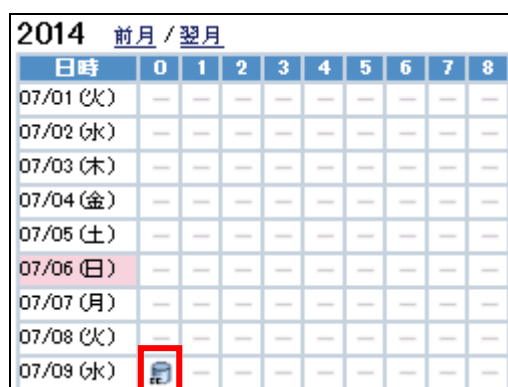 2014 前月 / 翌月
日時 0 1 2 3 4 5 6 7 8
07/01 (火) — — — — — — — — —
07/02 (水) — — — — — — — — —
07/03 (木) — — — — — — — — —
07/04 (金) — — — — — — — — —
07/05 (土) — — — — — — — — —
07/06 (日) — — — — — — — — —
07/07 (月) — — — — — — — — —
07/08 (火) — — — — — — — — —
07/09 (水) — — — — — — — —